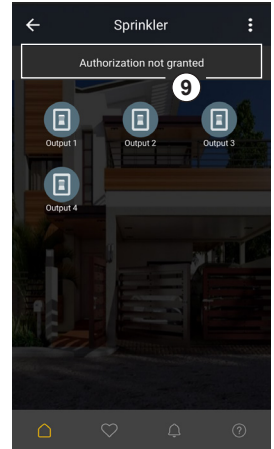 Sprinkler
Authorization not granted
9
Output 1 Output 2 Output 3
Output 4